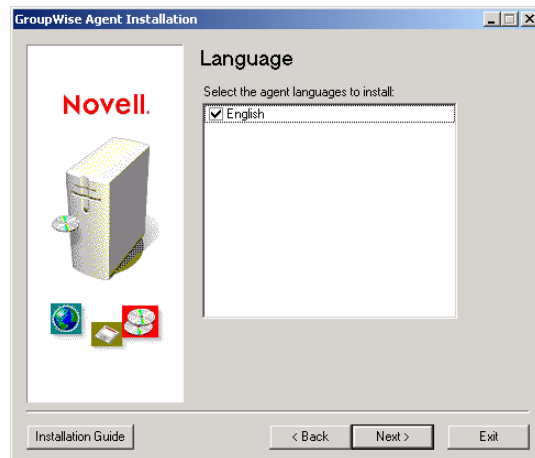 GroupWise Agent Installation
Novell.
Language
Select the agent languages to install:
English
Installation Guide
< Back
Next >
Exit